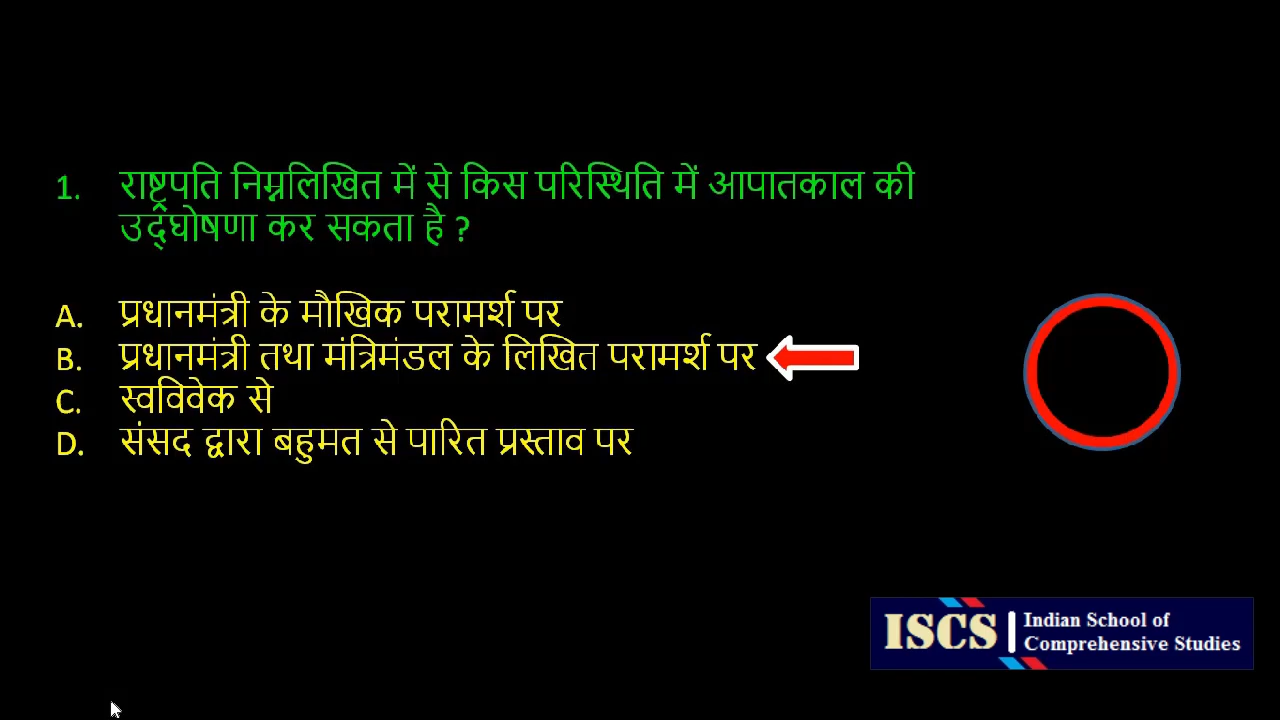 1. राष्ट्रपति निम्नलिखित में से किस परिस्थिति में आपातकाल की
उद्घोषणा कर सकता है ?
A. प्रधानमंत्री के मौखिक परामर्श पर
B. प्रधानमंत्री तथा मंत्रिमंडल के लिखित परामर्श पर
C. स्वविवेक से
D. संसद द्वारा बहुमत से पारित प्रस्ताव पर
ISCS
Indian School of
Comprehensive Studies